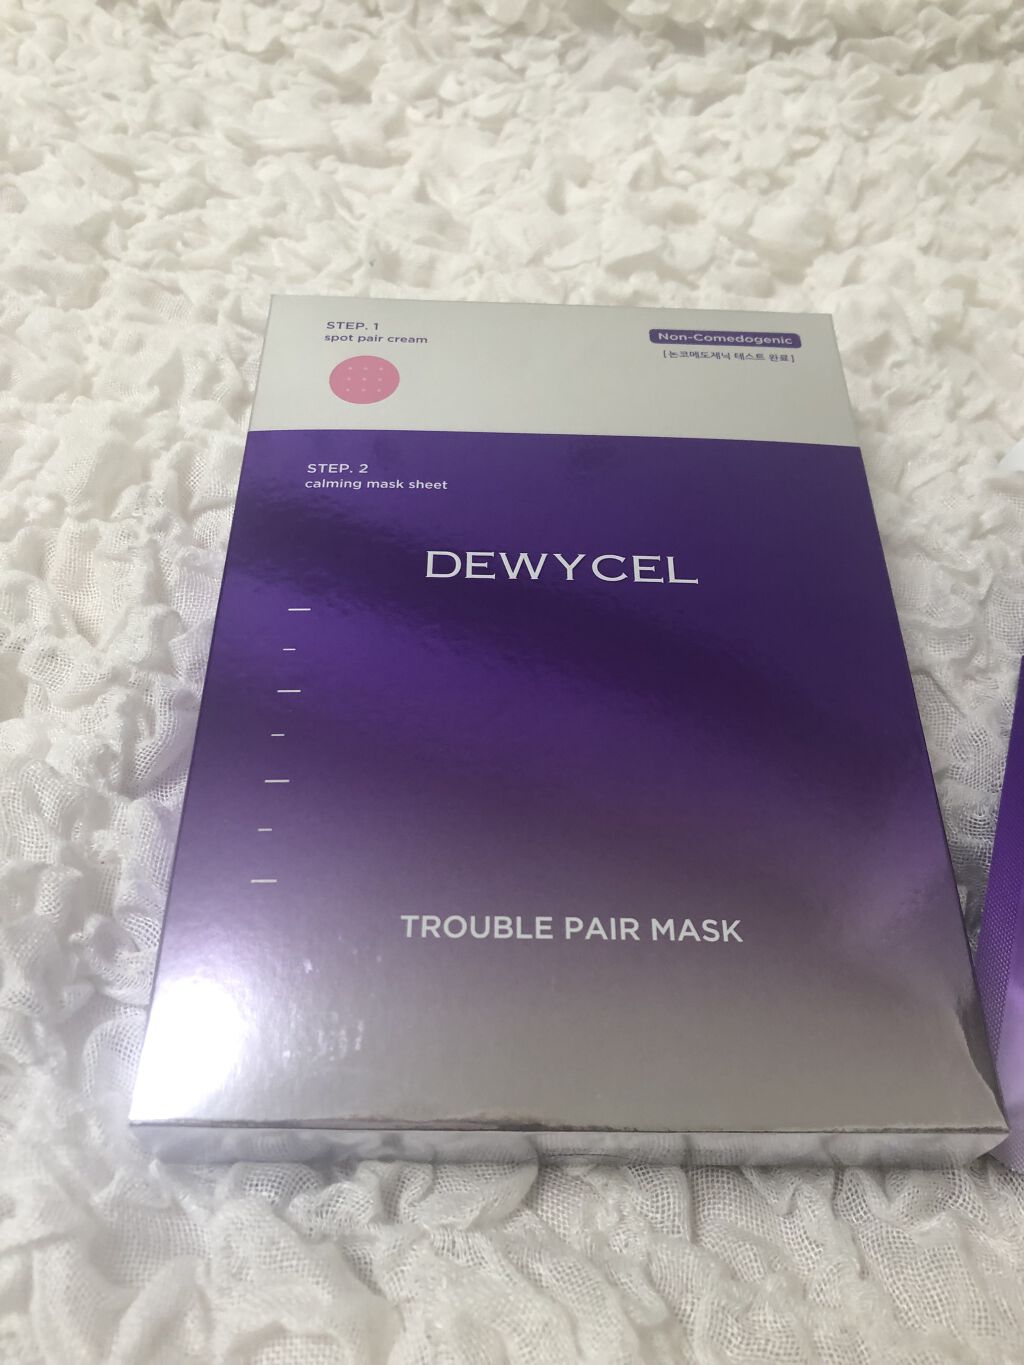 STEP. 1
spot pair cream
Non-Comedogenic
[논코메도제닉 테스트 완료]
STEP. 2
calming mask sheet
DEWYCEL
TROUBLE PAIR MASK